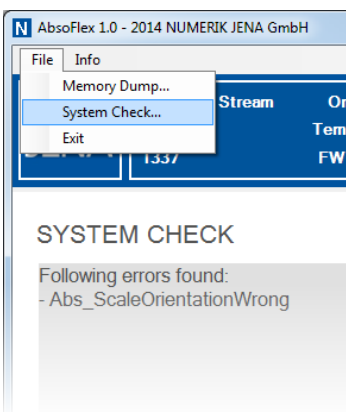 AbsoFlex 1.0 - 2014 NUMERIK JENA GmbH
File Info
Memory Dump...
System Check...
Exit
Stream
1337
FW
SYSTEM CHECK
Following errors found:
- Abs_ScaleOrientationWrong